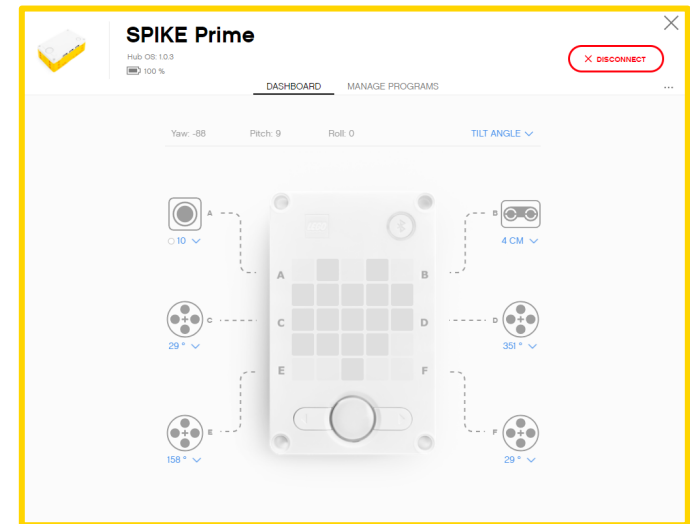 SPIKE Prime
Hub OS: 1.0.3
100 %
DISCONNECT
DASHBOARD MANAGE PROGRAMS
...
Yaw: -88 Pitch: 9 Roll: 0 TILT ANGLE
A B
10 4 CM
A B
C C D D
29 ° 351 °
E F
E F
158 ° 29 °